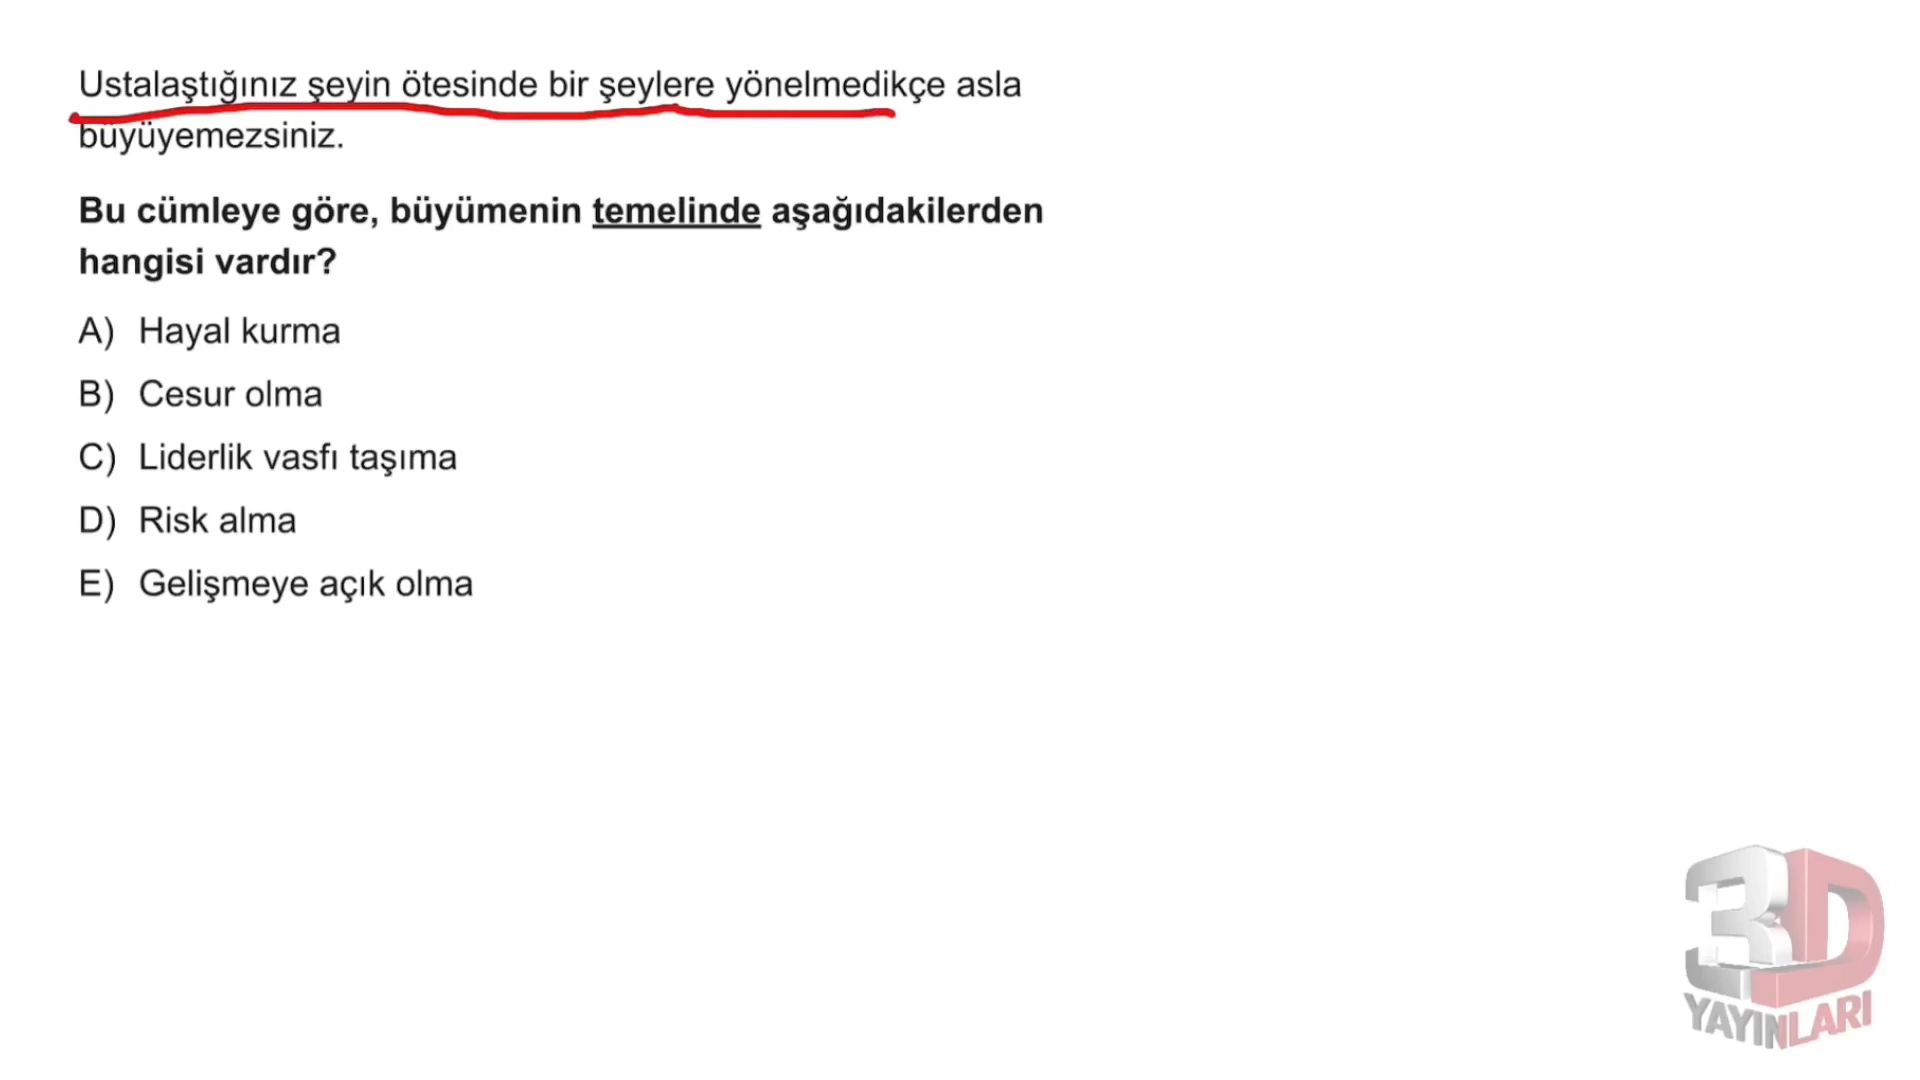 Ustalaştığınız şeyin ötesinde bir şeylere yönelmedikçe asla
büyüyemezsiniz.
Bu cümleye göre, büyümenin temelinde aşağıdakilerden
hangisi vardır?
A) Hayal kurma
B) Cesur olma
C) Liderlik vasfı taşıma
D) Risk alma
E) Gelişmeye açık olma
3D
YAYINLARI